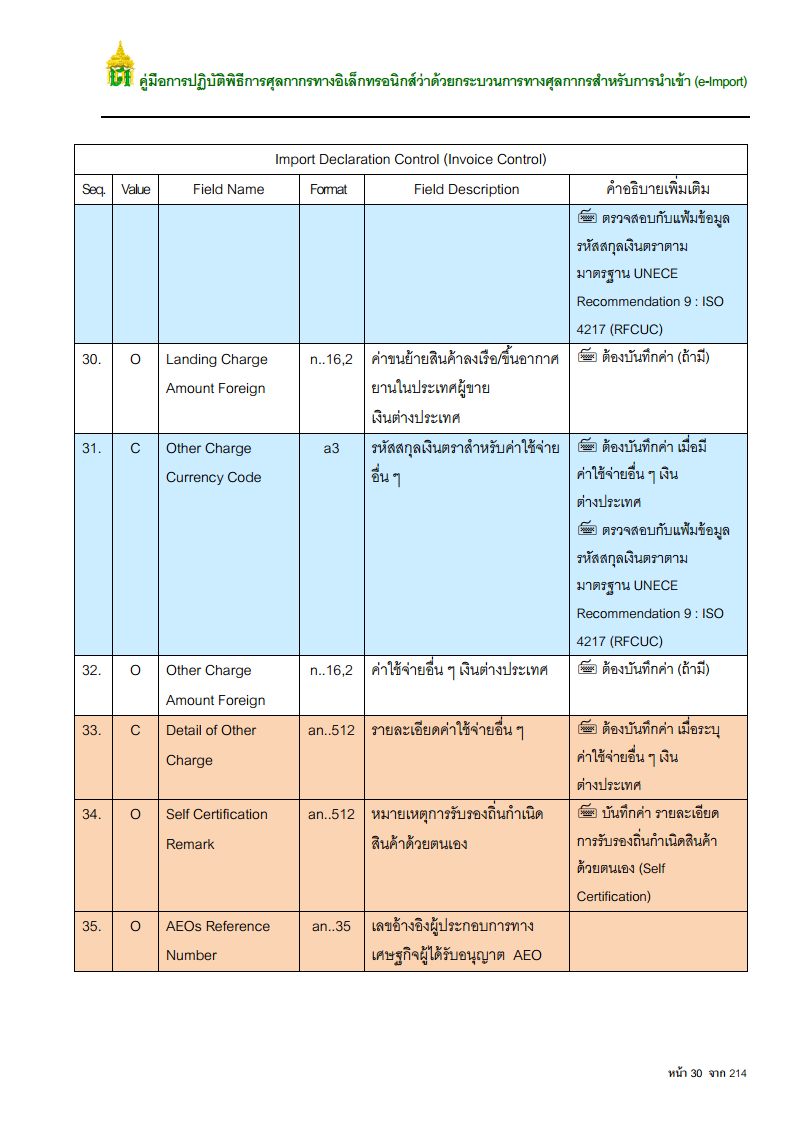 คู่มือการปฏิบัติพิธีการศุลกากรทางอิเล็กทรอนิกส์ว่าด้วยกระบวนการทางศุลกากรสำหรับการนำเข้า (e-Import)
Import Declaration Control (Invoice Control)
Seq. Value Field Name Format Field Description คำอธิบายเพิ่มเติม
ตรวจสอบกับแฟ้มข้อมูล
รหัสสกุลเงินตราตาม
มาตรฐาน UNECE
Recommendation 9 : ISO
4217 (RFCUC)
30. O Landing Charge n..16,2 ค่าขนย้ายสินค้าลงเรือ/ขึ้นอากาศ ต้องบันทึกค่า (ถ้ามี)
Amount Foreign ยานในประเทศผู้ขาย
เงินต่างประเทศ
31. C Other Charge a3 รหัสสกุลเงินตราสำหรับค่าใช้จ่าย ต้องบันทึกค่า เมื่อมี
Currency Code อื่น ๆ ค่าใช้จ่ายอื่น ๆ เงิน
ต่างประเทศ
ตรวจสอบกับแฟ้มข้อมูล
รหัสสกุลเงินตราตาม
มาตรฐาน UNECE
Recommendation 9 : ISO
4217 (RFCUC)
32. O Other Charge n..16,2 ค่าใช้จ่ายอื่น ๆ เงินต่างประเทศ ต้องบันทึกค่า (ถ้ามี)
Amount Foreign
33. C Detail of Other an..512 รายละเอียดค่าใช้จ่ายอื่น ๆ ต้องบันทึกค่า เมื่อระบุ
Charge ค่าใช้จ่ายอื่น ๆ เงิน
ต่างประเทศ
34. O Self Certification an..512 หมายเหตุการรับรองถิ่นกำเนิด บันทึกค่า รายละเอียด
Remark สินค้าด้วยตนเอง การรับรองถิ่นกำเนิดสินค้า
ด้วยตนเอง (Self
Certification)
35. O AEOs Reference an..35 เลขอ้างอิงผู้ประกอบการทาง
Number เศรษฐกิจผู้ได้รับอนุญาต AEO
หน้า 30 จาก 214